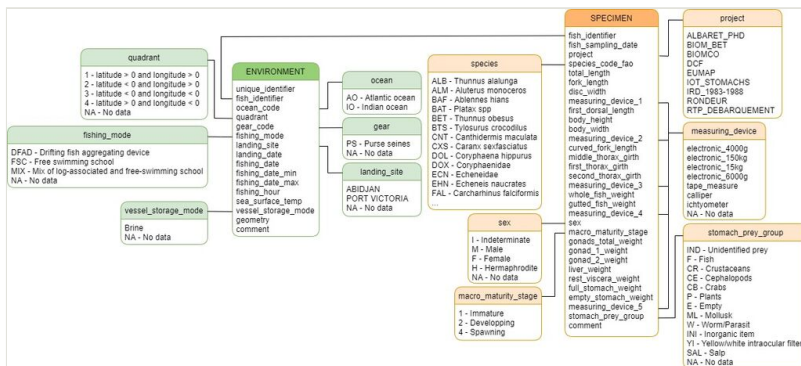 quadrant
1 - latitude > 0 and longitude > 0
2 - latitude < 0 and longitude > 0
3 - latitude < 0 and longitude < 0
4 - latitude > 0 and longitude < 0
NA - No data
fishing_mode
DFAD - Drifting fish aggregating device
FSC - Free swimming school
MIX - Mix of log-associated and free-swimming school
NA - No data
vessel_storage_mode
Brine
NA - No data
ENVIRONMENT
unique_identifier
fish_identifier
ocean_code
quadrant
gear_code
fishing_mode
landing_site
landing_date
fishing_date
fishing_date_min
fishing_date_max
fishing_hour
sea_surface_temp
vessel_storage_mode
geometry
comment
ocean
AO - Atlantic ocean
IO - Indian ocean
gear
PS - Purse seines
NA - No data
landing_site
ABIDJAN
PORT VICTORIA
species
ALB - Thunnus alalunga
ALM - Aluterus monoceros
BAF - Ablennes hians
BAT - Platax spp
BET - Thunnus obesus
BTS - Tylosurus crocodilus
CNT - Canthidermis maculata
CXS - Caranx sexfasciatus
DOL - Coryphaena hippurus
DOX - Coryphaenidae
ECN - Echeneidae
EHN - Echeneis naucrates
FAL - Carcharhinus falciformis
...
sex
I - Indeterminate
M - Male
F - Female
H - Hermaphrodite
NA - No data
macro_maturity_stage
1 - Immature
2 - Developping
4 - Spawning
SPECIMEN
fish_identifier
fish_sampling_date
project
species_code_fao
total_length
fork_length
disc_width
measuring_device_1
first_dorsal_length
body_height
body_width
measuring_device_2
curved_fork_length
middle_thorax_girth
first_thorax_girth
second_thorax_girth
measuring_device_3
whole_fish_weight
gutted_fish_weight
measuring_device_4
sex
macro_maturity_stage
gonads_total_weight
gonad_1_weight
gonad_2_weight
liver_weight
rest_viscera_weight
full_stomach_weight
empty_stomach_weight
measuring_device_5
stomach_prey_group
comment
project
ALBARET_PHD
BIOM_BET
BIOMCO
DCF
EUMAP
IOT_STOMACHS
IRD_1983-1988
RONDEUR
RTP_DEBARQUEMENT
measuring_device
electronic_4000g
electronic_150kg
electronic_15kg
electronic_6000g
tape_measure
calliper
ichtyometer
NA - No data
stomach_prey_group
IND - Unidentified prey
F - Fish
CR - Crustaceans
CE - Cephalopods
CB - Crabs
P - Plants
E - Empty
ML - Mollusk
W - Worm/Parasit
INI - Inorganic item
YI - Yellow/white intraocular filter
SAL - Salp
NA - No data